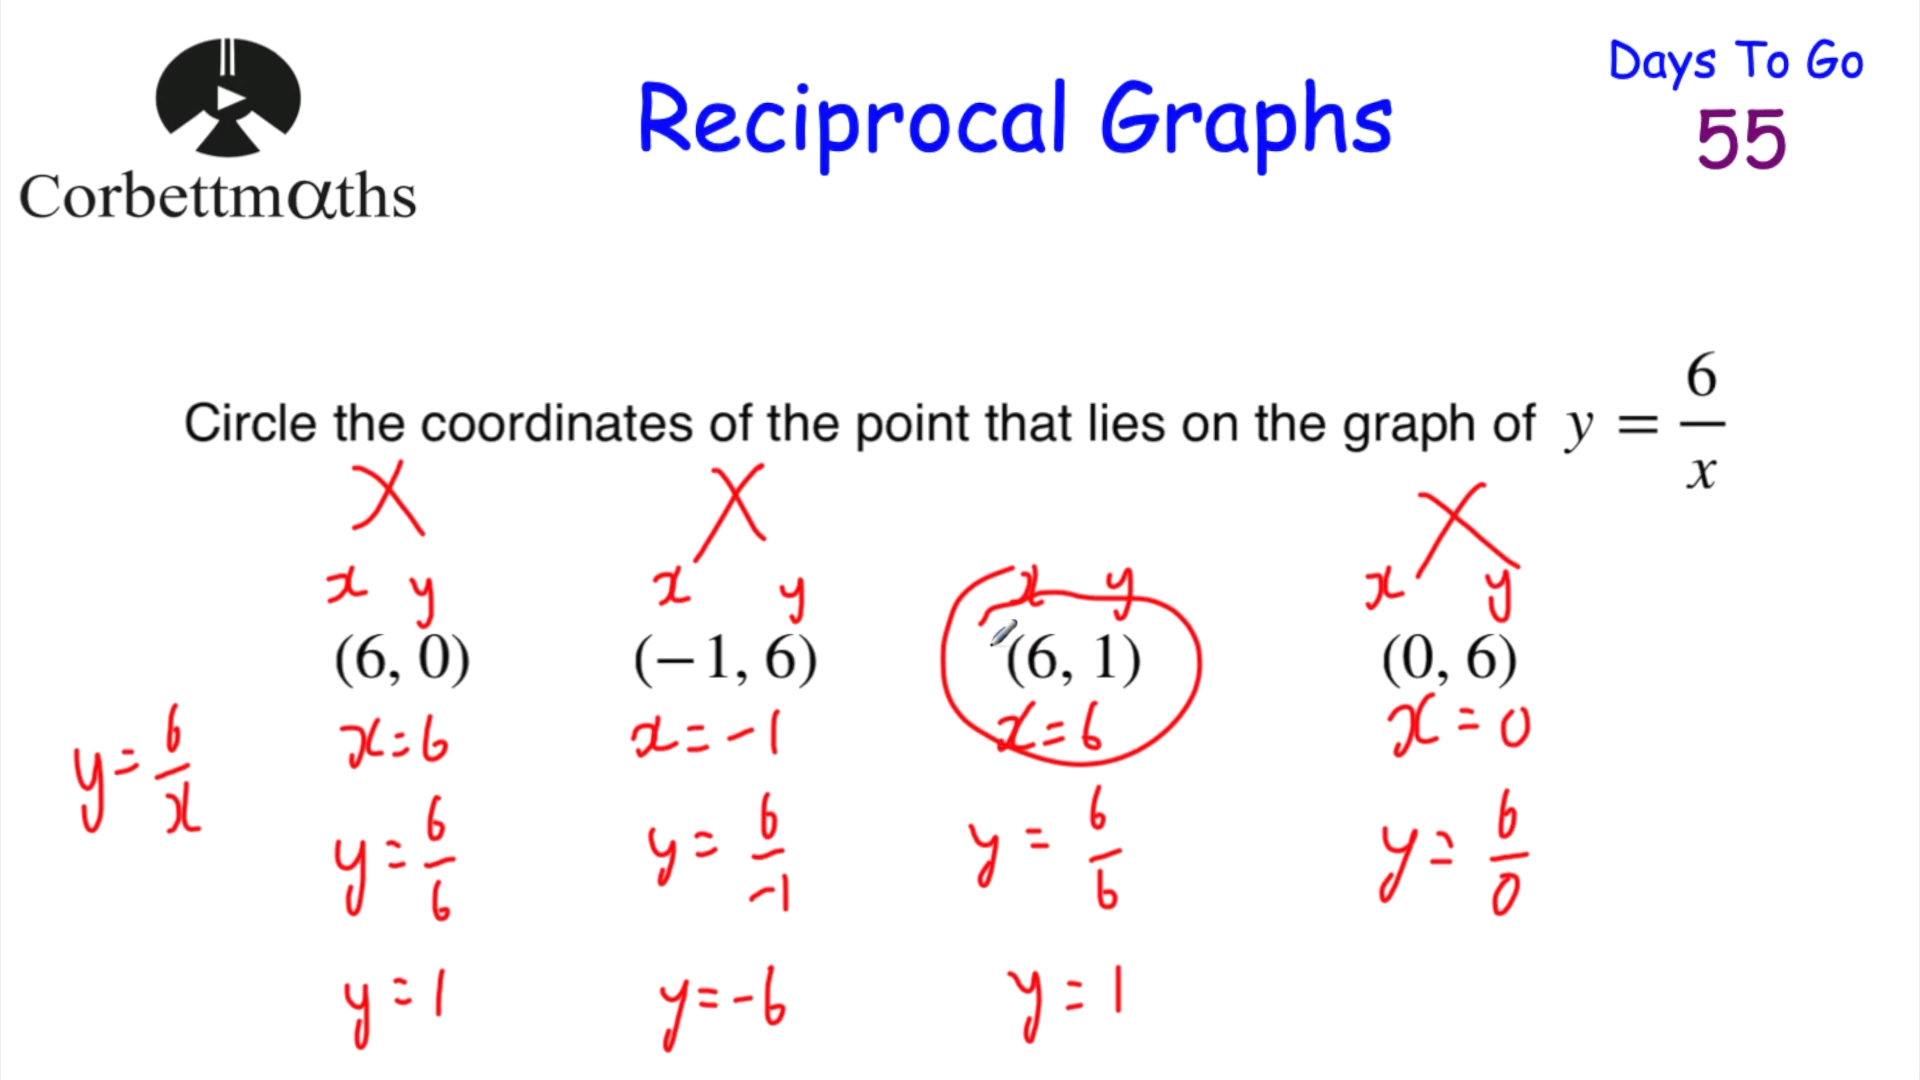 Corbettmαths
Reciprocal Graphs
Days To Go
55
Circle the coordinates of the point that lies on the graph of y = 6/x
x y
x y
x y
x y
(6, 0)
(−1, 6)
(6, 1)
(0, 6)
y = 6/x
x = 6
x = -1
x = 6
x = 0
y = 6/6
y = 6/-1
y = 6/6
y = 6/0
y = 1
y = -6
y = 1